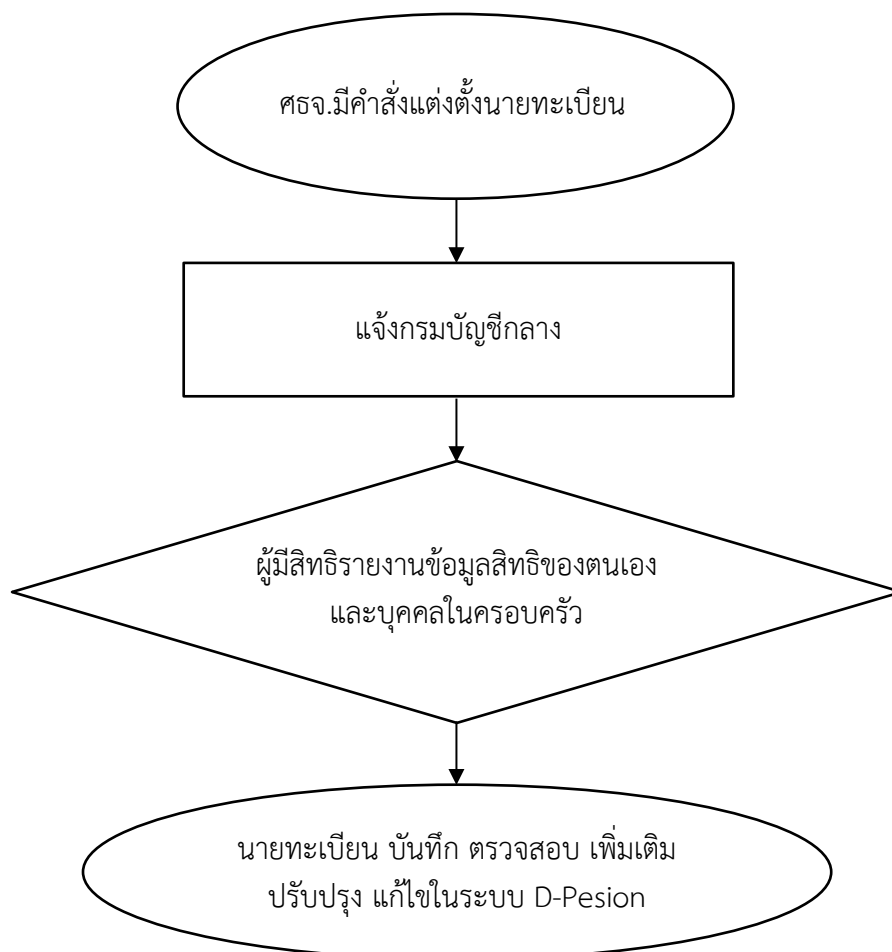 ศธจ.มีคำสั่งแต่งตั้งนายทะเบียน
แจ้งกรมบัญชีกลาง
ผู้มีสิทธิรายงานข้อมูลสิทธิของตนเอง
และบุคคลในครอบครัว
นายทะเบียน บันทึก ตรวจสอบ เพิ่มเติม
ปรับปรุง แก้ไขในระบบ D-Pesion